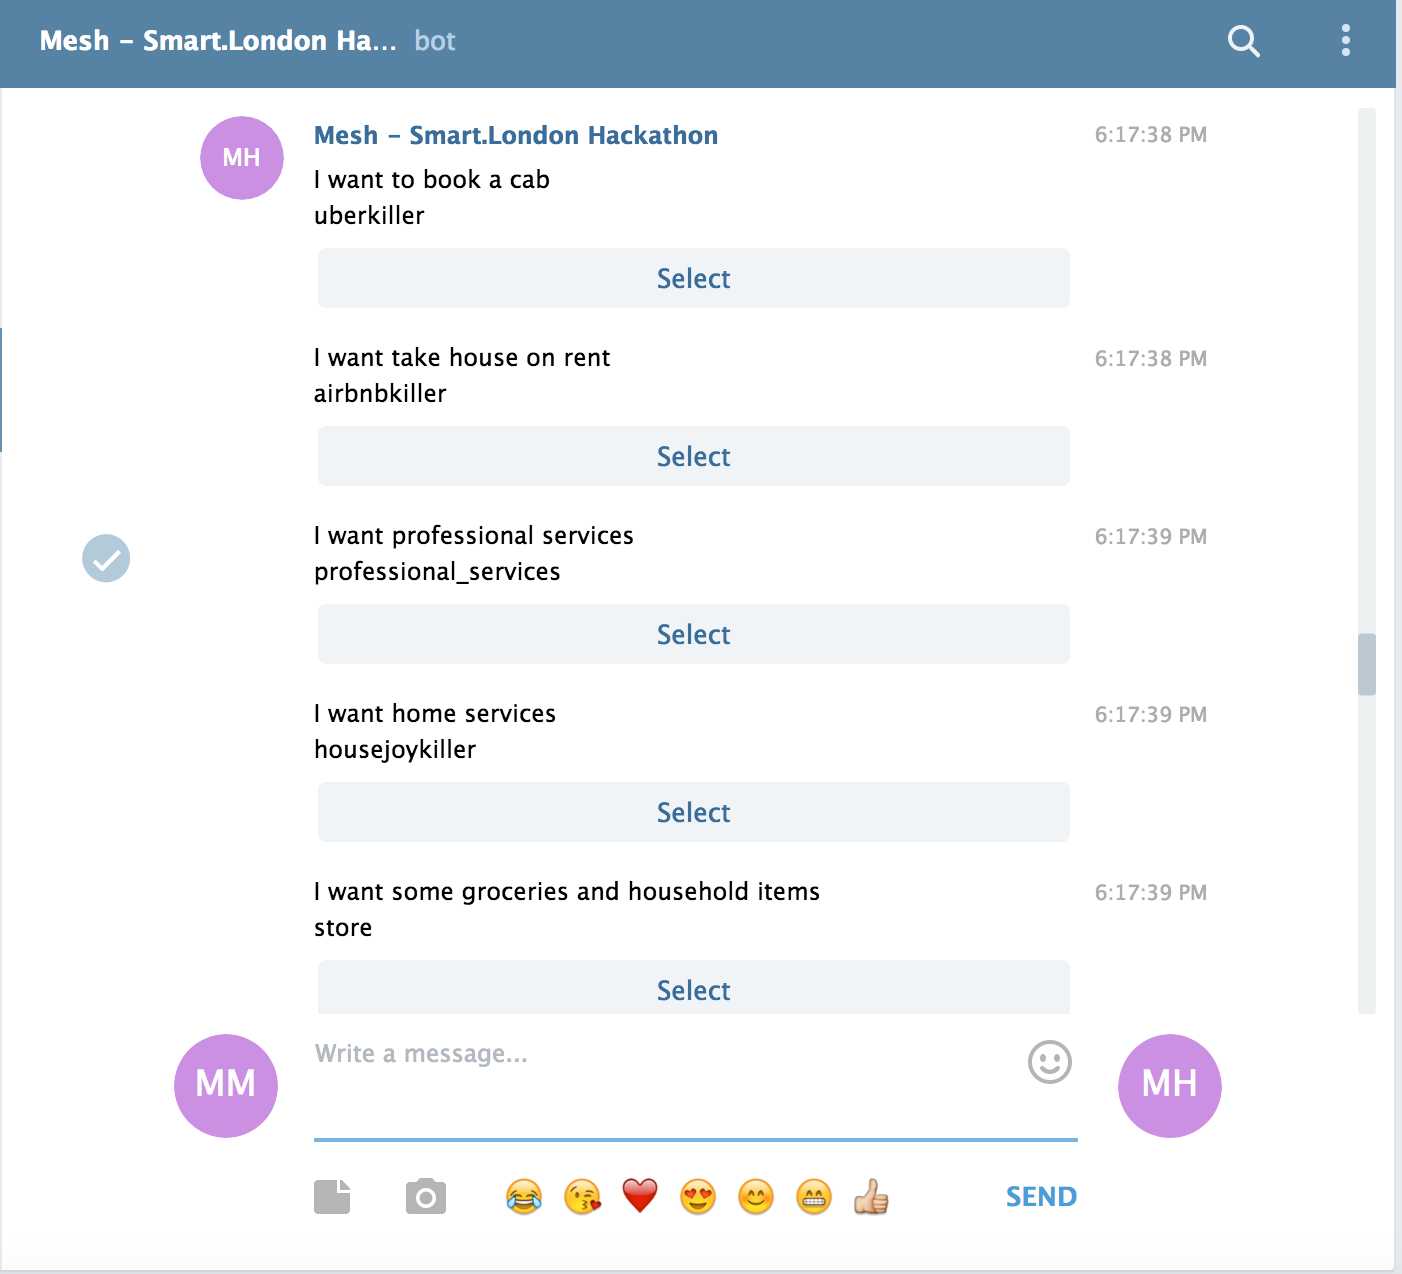 Mesh – Smart.London Ha... bot
MH
Mesh – Smart.London Hackathon 6:17:38 PM
I want to book a cab
uberkiller
Select
I want take house on rent 6:17:38 PM
airbnbkiller
Select
I want professional services 6:17:39 PM
professional_services
Select
I want home services 6:17:39 PM
housejoykiller
Select
I want some groceries and household items 6:17:39 PM
store
Select
MM
Write a message...
MH
SEND